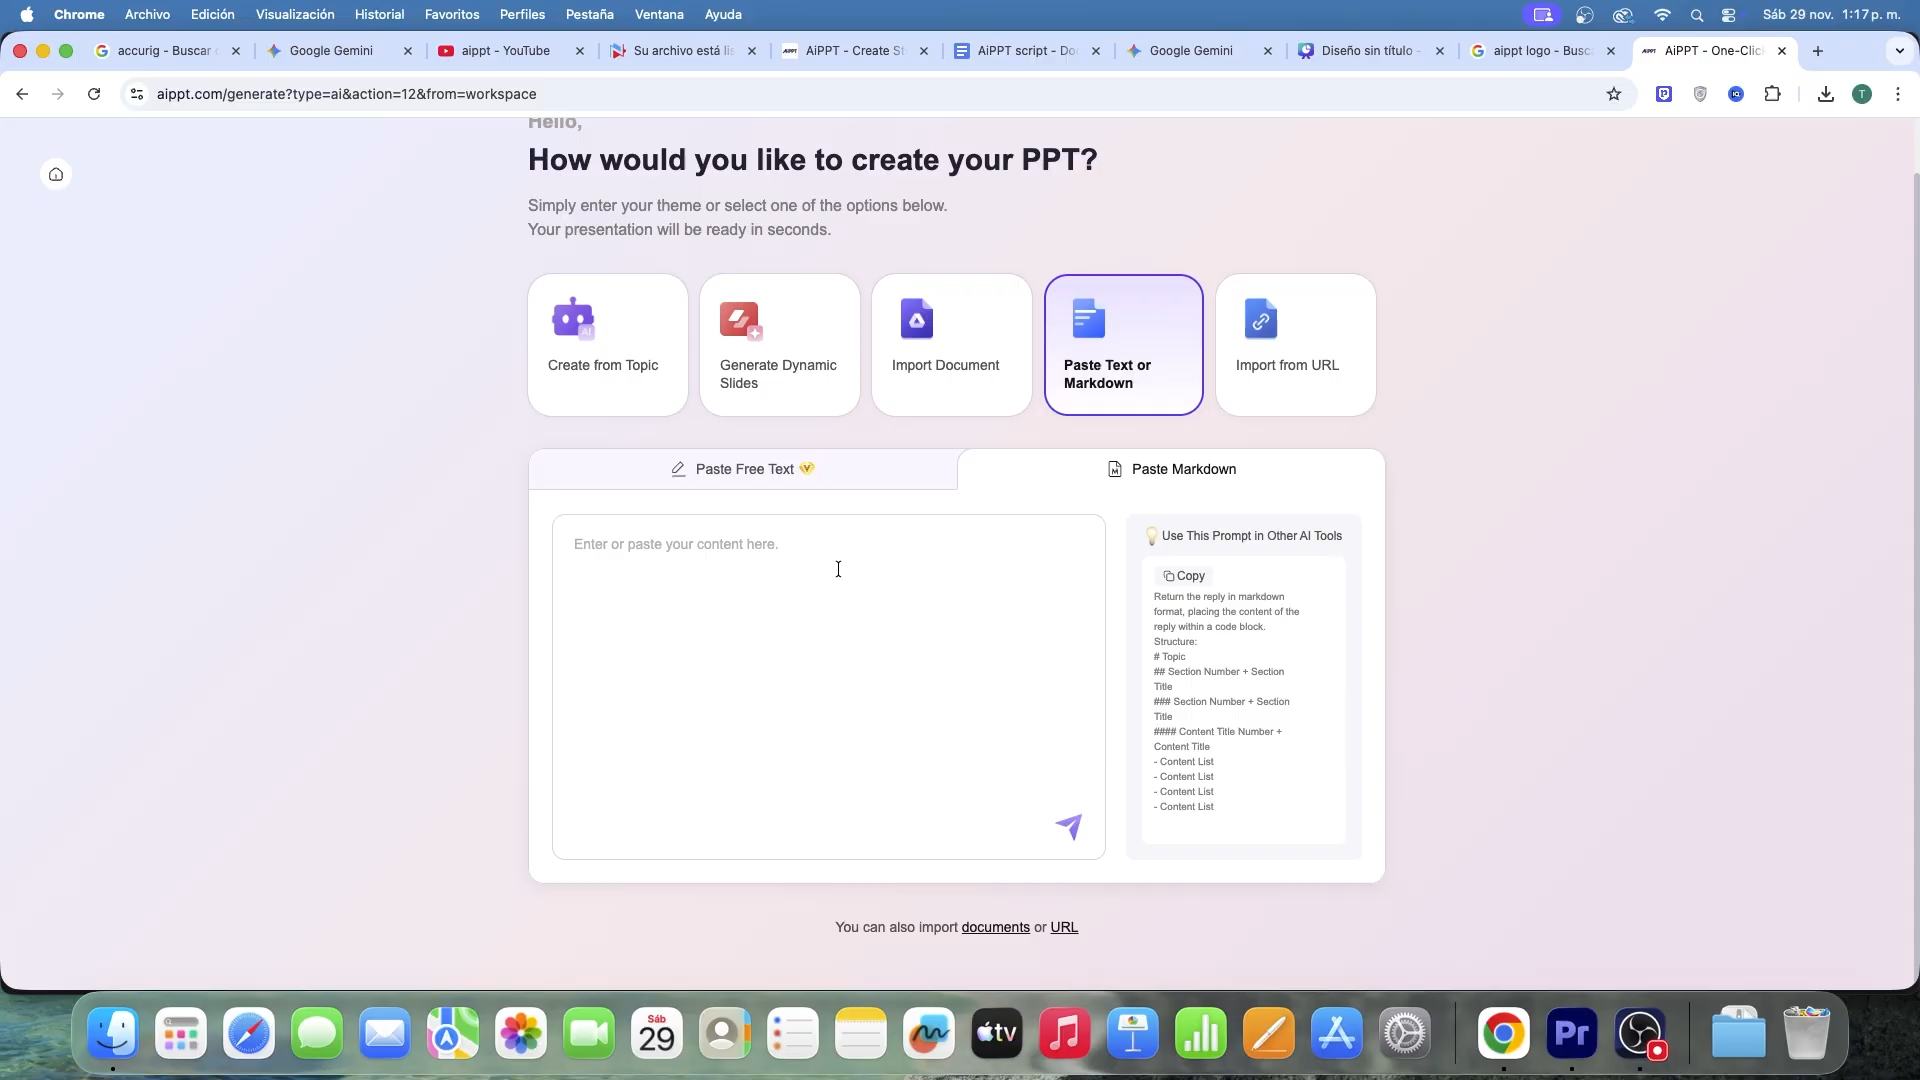 Chrome Archivo Edición Visualización Historial Favoritos Perfiles Pestaña Ventana Ayuda Sáb 29 nov. 1:17 p. m.
accurig - Buscar Google Gemini aippt - YouTube Su archivo está lis AiPPT - Create St AiPPT script - Do Google Gemini Diseño sin título - aippt logo - Busc AiPPT - One-Clic
aippt.com/generate?type=ai&action=12&from=workspace T
Hello,
How would you like to create your PPT?
Simply enter your theme or select one of the options below.
Your presentation will be ready in seconds.
AI
Create from Topic
Generate Dynamic
Slides
Import Document
Paste Text or
Markdown
Import from URL
Paste Free Text
Paste Markdown
Enter or paste your content here.
Use This Prompt in Other AI Tools
Copy
Return the reply in markdown
format, placing the content of the
reply within a code block.
Structure:
# Topic
## Section Number + Section
Title
### Section Number + Section
Title
#### Content Title Number +
Content Title
- Content List
- Content List
- Content List
- Content List
You can also import documents or URL
Sáb
29
tv
Pr